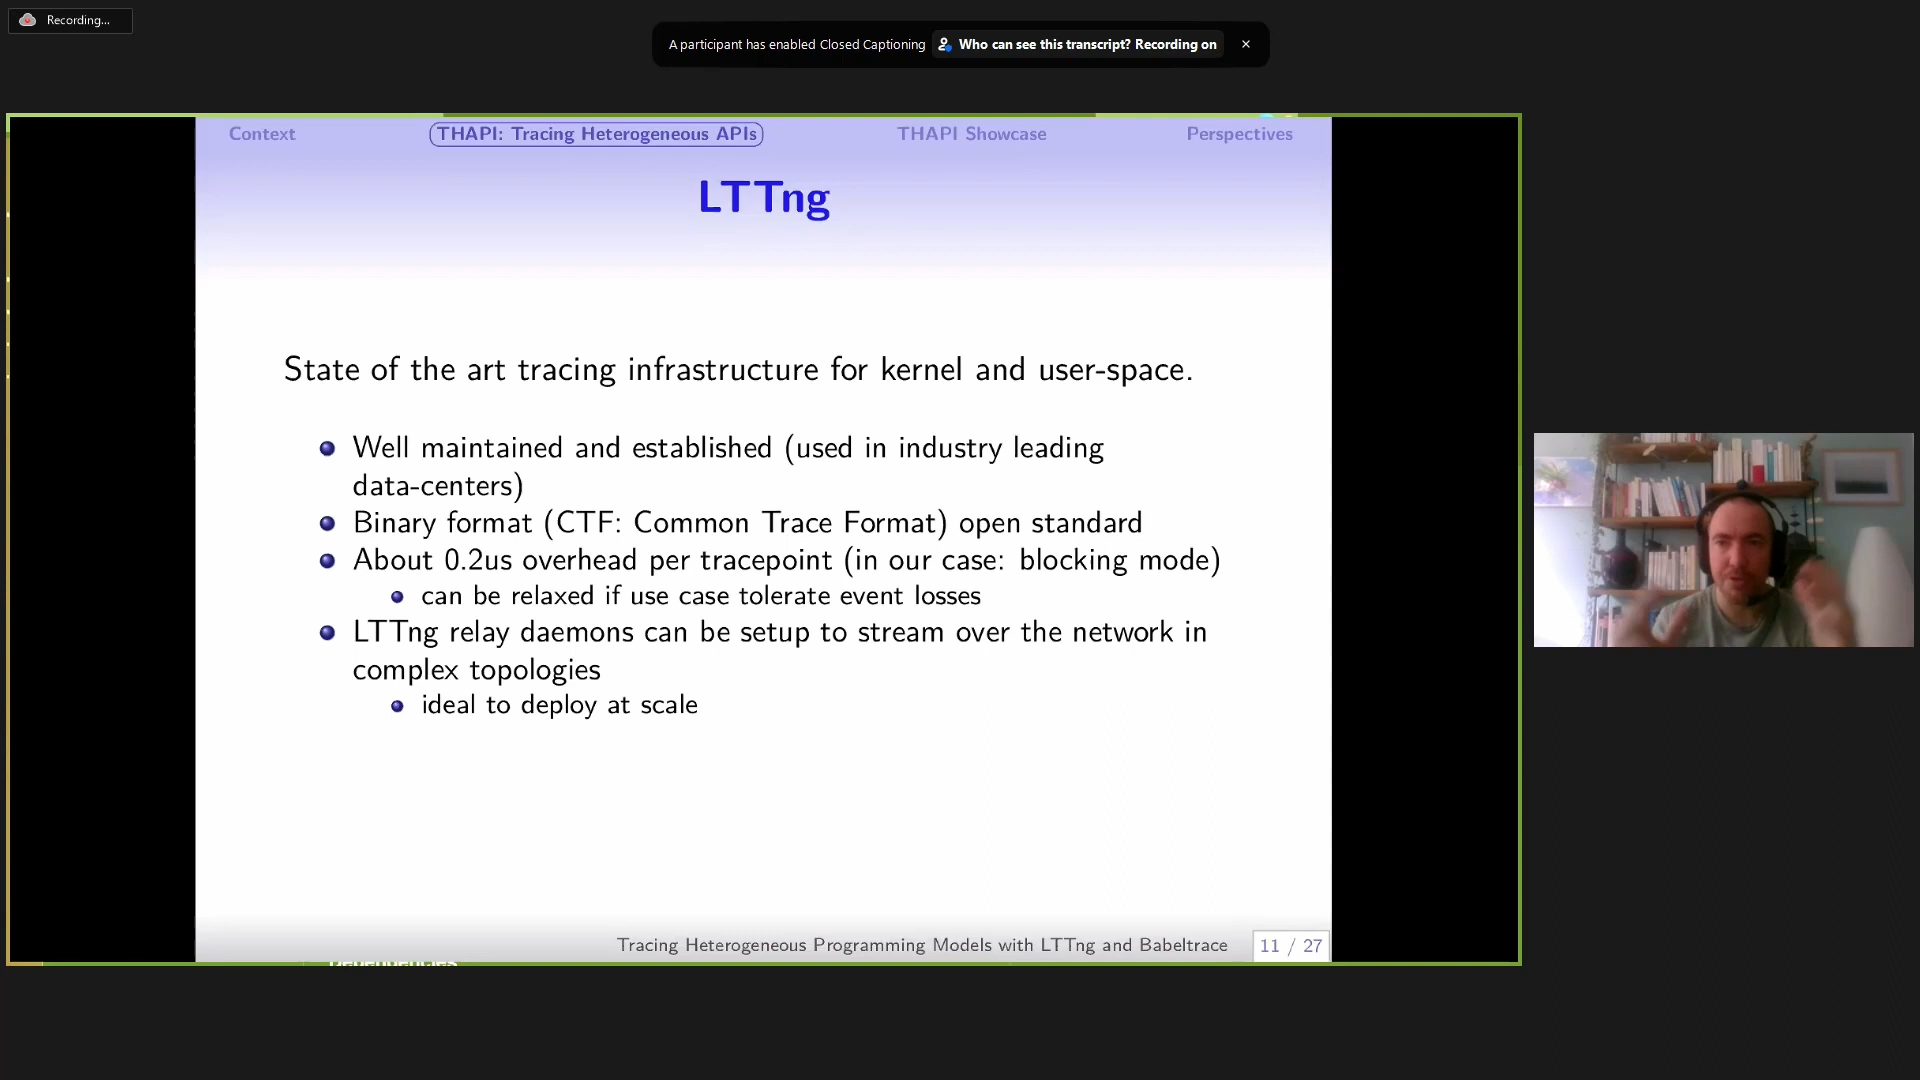 Recording...
A participant has enabled Closed Captioning Who can see this transcript? Recording on
Context THAPI: Tracing Heterogeneous APIs THAPI Showcase Perspectives
LTTng
State of the art tracing infrastructure for kernel and user-space.
Well maintained and established (used in industry leading
data-centers)
Binary format (CTF: Common Trace Format) open standard
About 0.2us overhead per tracepoint (in our case: blocking mode)
can be relaxed if use case tolerate event losses
LTTng relay daemons can be setup to stream over the network in
complex topologies
ideal to deploy at scale
Tracing Heterogeneous Programming Models with LTTng and Babeltrace 11 / 27